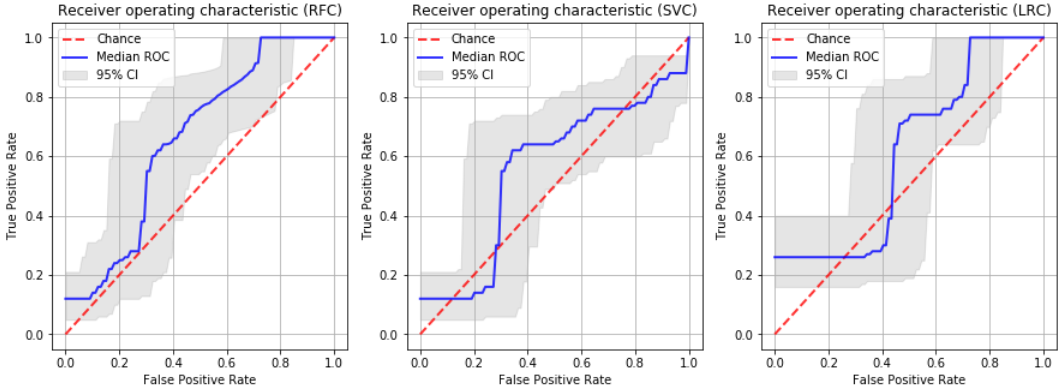 Receiver operating characteristic (RFC)
Chance
Median ROC
95% CI
True Positive Rate
1.0
0.8
0.6
0.4
0.2
0.0
0.0 0.2 0.4 0.6 0.8 1.0
False Positive Rate
Receiver operating characteristic (SVC)
Chance
Median ROC
95% CI
True Positive Rate
1.0
0.8
0.6
0.4
0.2
0.0
0.0 0.2 0.4 0.6 0.8 1.0
False Positive Rate
Receiver operating characteristic (LRC)
Chance
Median ROC
95% CI
True Positive Rate
1.0
0.8
0.6
0.4
0.2
0.0
0.0 0.2 0.4 0.6 0.8 1.0
False Positive Rate